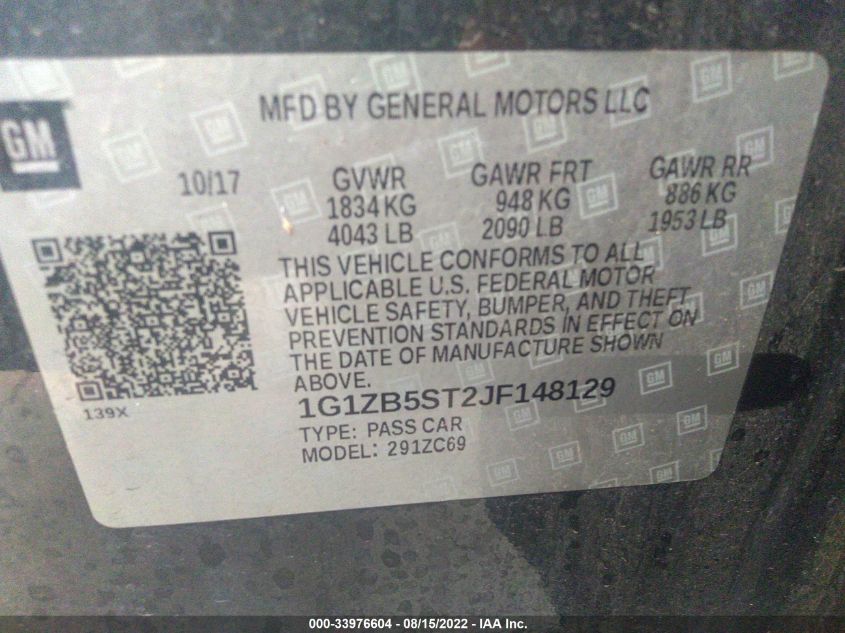 MFD BY GENERAL MOTORS LLC
GM
10/17 GVWR GAWR FRT GAWR RR
1834 KG 948 KG 886 KG
4043 LB 2090 LB 1953 LB
THIS VEHICLE CONFORMS TO ALL
APPLICABLE U.S. FEDERAL MOTOR
VEHICLE SAFETY, BUMPER, AND THEFT
PREVENTION STANDARDS IN EFFECT ON
THE DATE OF MANUFACTURE SHOWN
ABOVE.
139X
1G1ZB5ST2JF148129
TYPE: PASS CAR
MODEL: 291ZC69
000-33976604 - 08/15/2022 - IAA Inc.